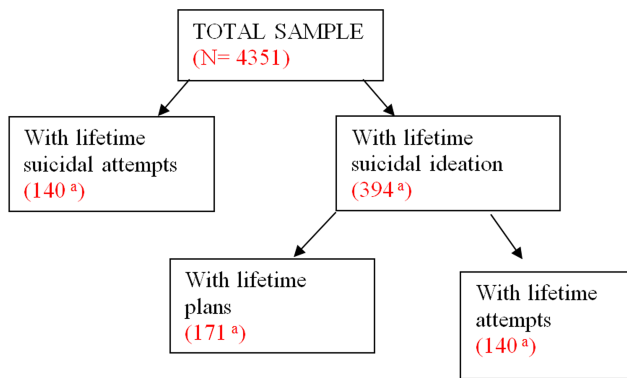 TOTAL SAMPLE
(N= 4351)
With lifetime
suicidal attempts
(140 ª)
With lifetime
suicidal ideation
(394 ª)
With lifetime
plans
(171 ª)
With lifetime
attempts
(140 ª)